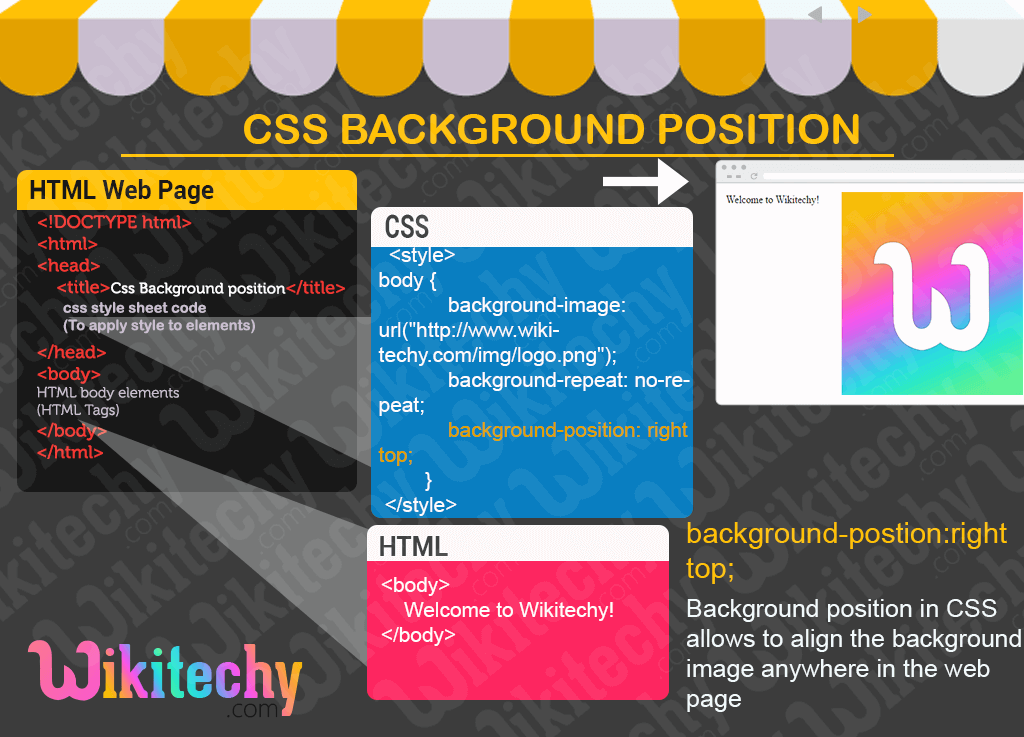 CSS BACKGROUND POSITION
HTML Web Page
<!DOCTYPE html>
<html>
<head>
<title>Css Background position</title>
css style sheet code
(To apply style to elements)
</head>
<body>
HTML body elements
(HTML Tags)
</body>
</html>
CSS
<style>
body {
background-image:
url("http://www.wiki-
techy.com/img/logo.png");
background-repeat: no-re-
peat;
background-position: right
top;
}
</style>
HTML
<body>
Welcome to Wikitechy!
</body>
Welcome to Wikitechy!
W
background-postion:right
top;
Background position in CSS
allows to align the background
image anywhere in the web
page
Wikitechy
.com